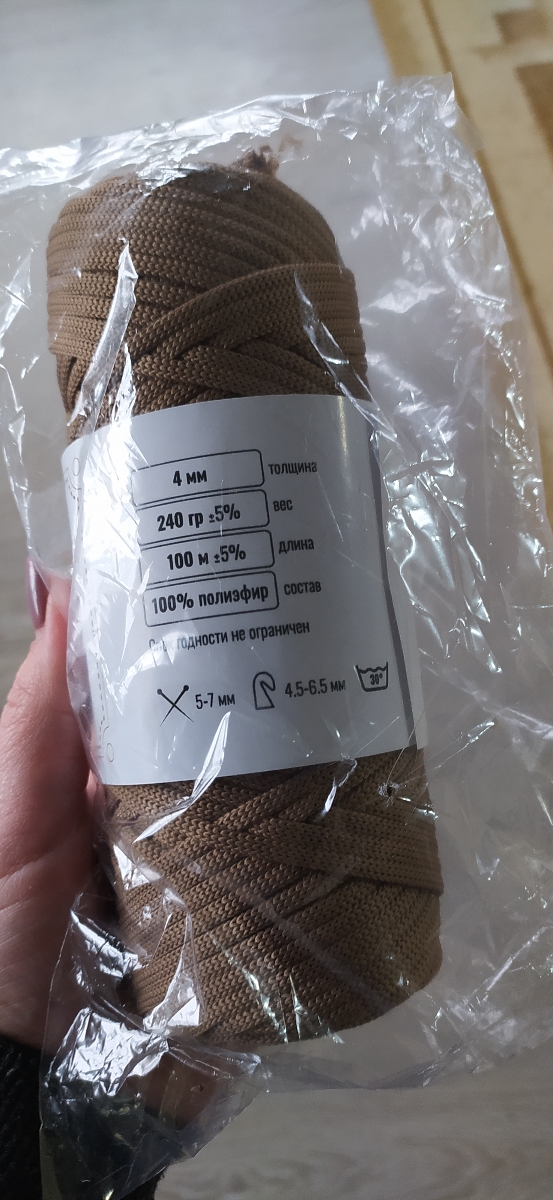 4 мм толщина
240 гр ±5% вес
100 м ±5% длина
100% полиэфир состав
годности не ограничен
5-7 мм 4.5-6.5 мм 30°